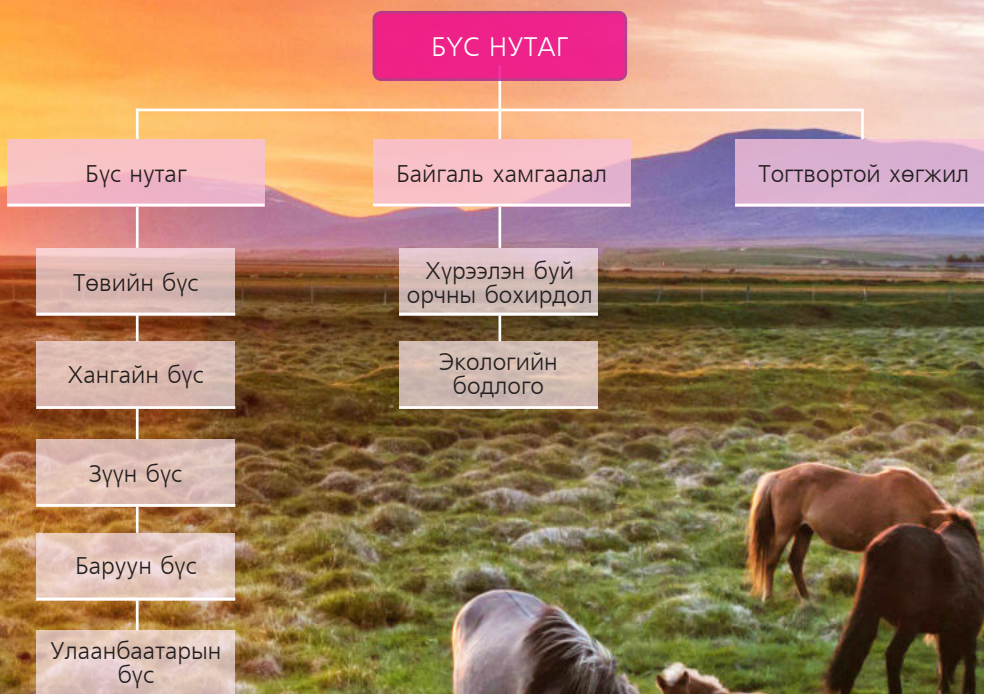 БҮС НУТАГ
Бүс нутаг
Байгаль хамгаалал
Тогтвортой хөгжил
Төвийн бүс
Хангайн бүс
Зүүн бүс
Баруун бүс
Улаанбаатарын
бүс
Хүрээлэн буй
орчны бохирдол
Экологийн
бодлого